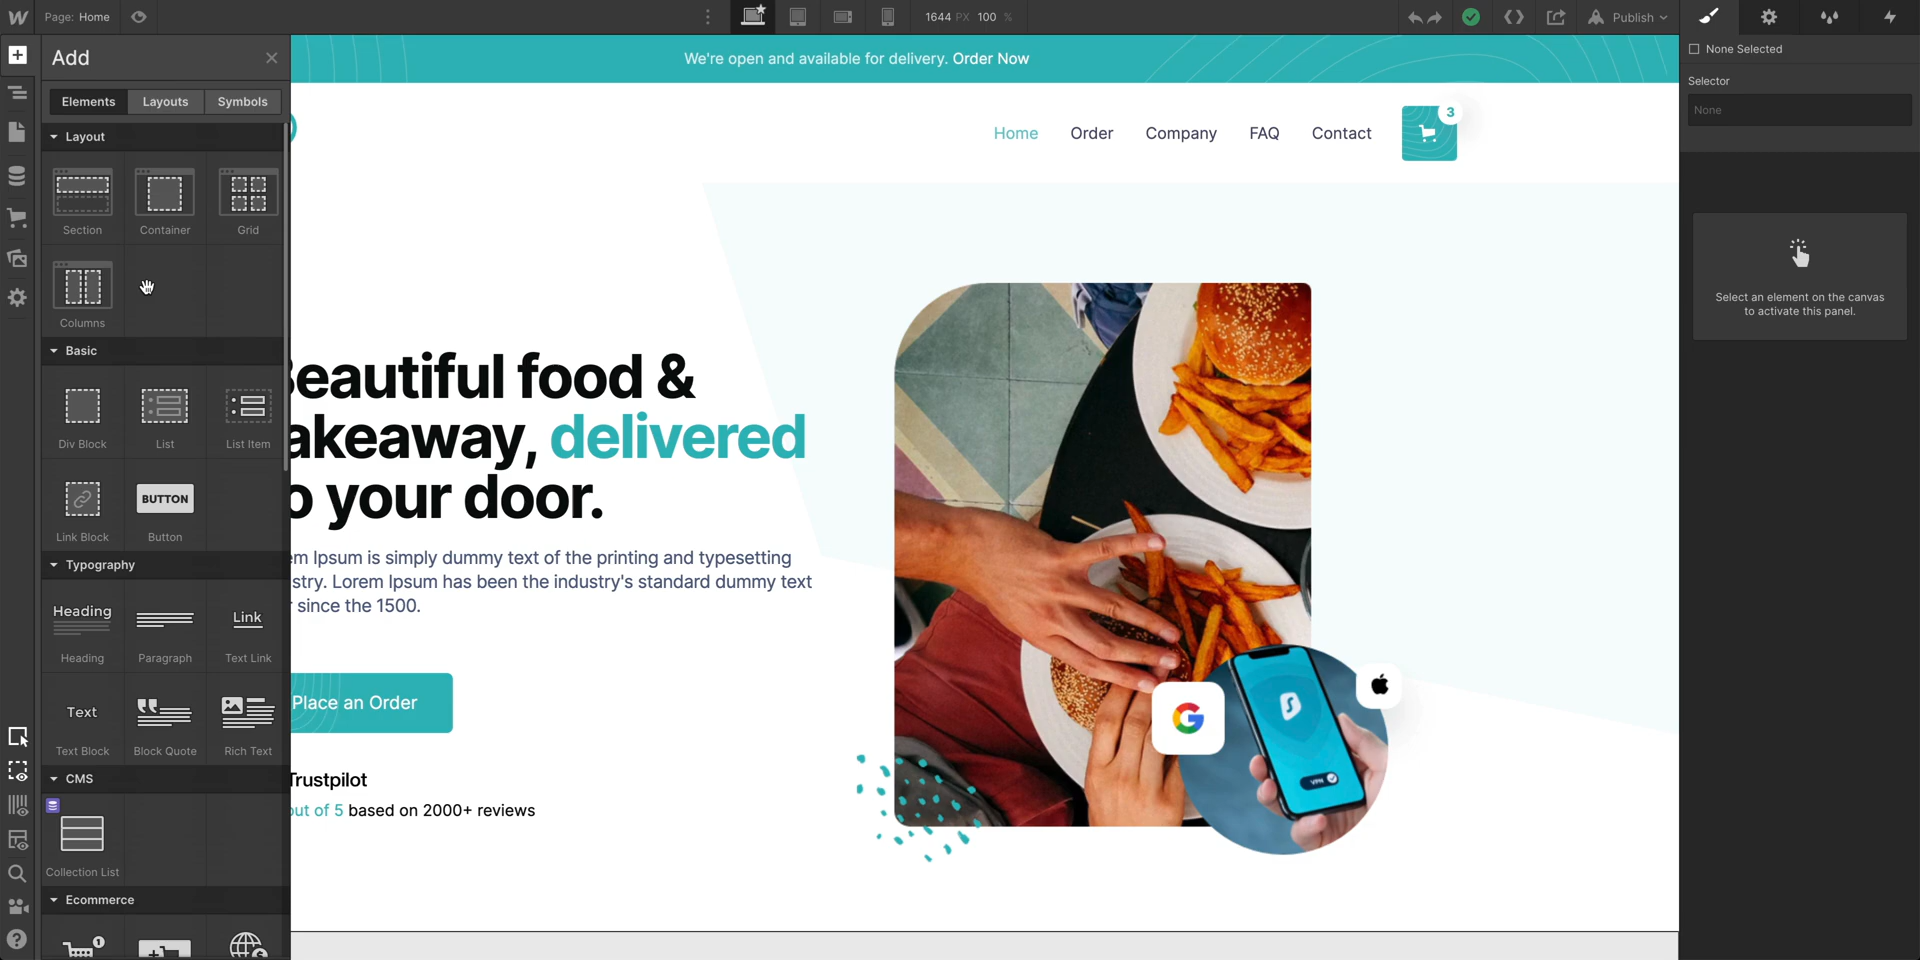 Page: Home
1644 PX 100 %
Publish
Add
Elements Layouts Symbols
Layout
Section Container Grid
Columns
Basic
Div Block List List Item
BUTTON
Link Block Button
Typography
Heading Link
Heading Paragraph Text Link
Text
Text Block Block Quote Rich Text
CMS
Collection List
Ecommerce
1
We're open and available for delivery. Order Now
Home Order Company FAQ Contact
3
eautiful food &
akeaway, delivered
o your door.
em Ipsum is simply dummy text of the printing and typesetting
stry. Lorem Ipsum has been the industry's standard dummy text
since the 1500.
Place an Order
Trustpilot
out of 5 based on 2000+ reviews
G
VPN
None Selected
Selector
None
Select an element on the canvas
to activate this panel.